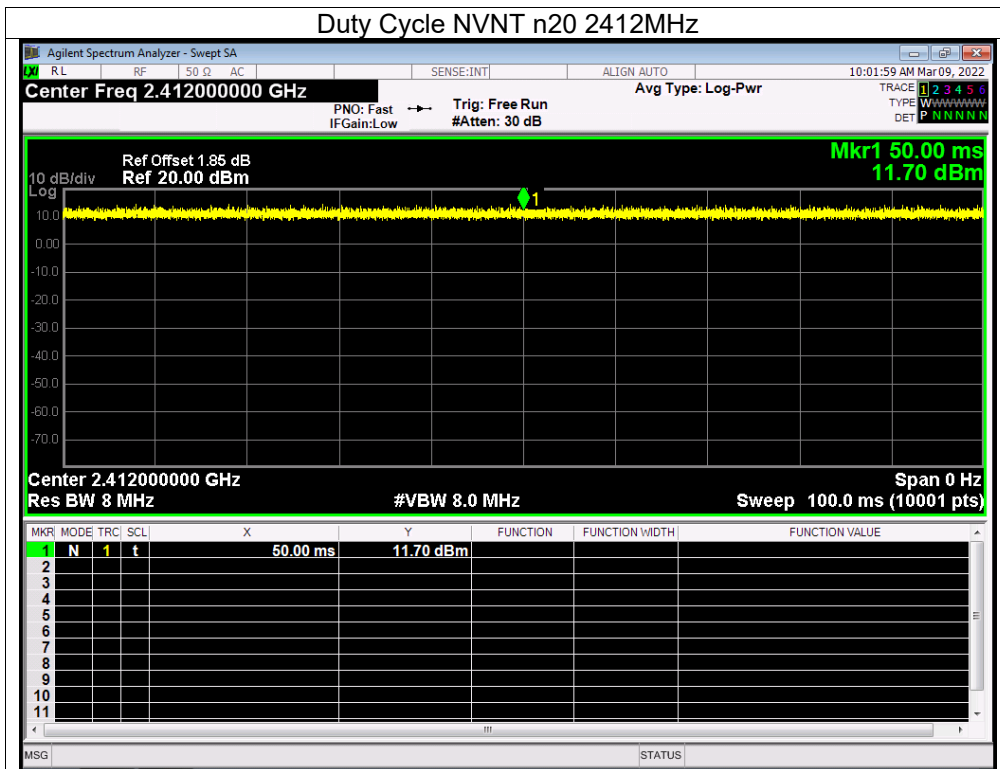 Duty Cycle NVNT n20 2412MHz
Agilent Spectrum Analyzer - Swept SA
LXI RL RF 50 Ω AC SENSE:INT ALIGN AUTO 10:01:59 AM Mar 09, 2022
Center Freq 2.412000000 GHz Avg Type: Log-Pwr TRACE 1 2 3 4 5 6
PNO: Fast Trig: Free Run TYPE WWWWWW
IFGain:Low #Atten: 30 dB DET P N N N N N
Mkr1 50.00 ms
Ref Offset 1.85 dB
10 dB/div Ref 20.00 dBm 11.70 dBm
Log
1
10.0
0.00
-10.0
-20.0
-30.0
-40.0
-50.0
-60.0
-70.0
Center 2.412000000 GHz Span 0 Hz
Res BW 8 MHz #VBW 8.0 MHz Sweep 100.0 ms (10001 pts)
MKR MODE TRC SCL X Y FUNCTION FUNCTION WIDTH FUNCTION VALUE
1 N 1 t 50.00 ms 11.70 dBm
2
3
4
5
6
7
8
9
10
11
MSG STATUS